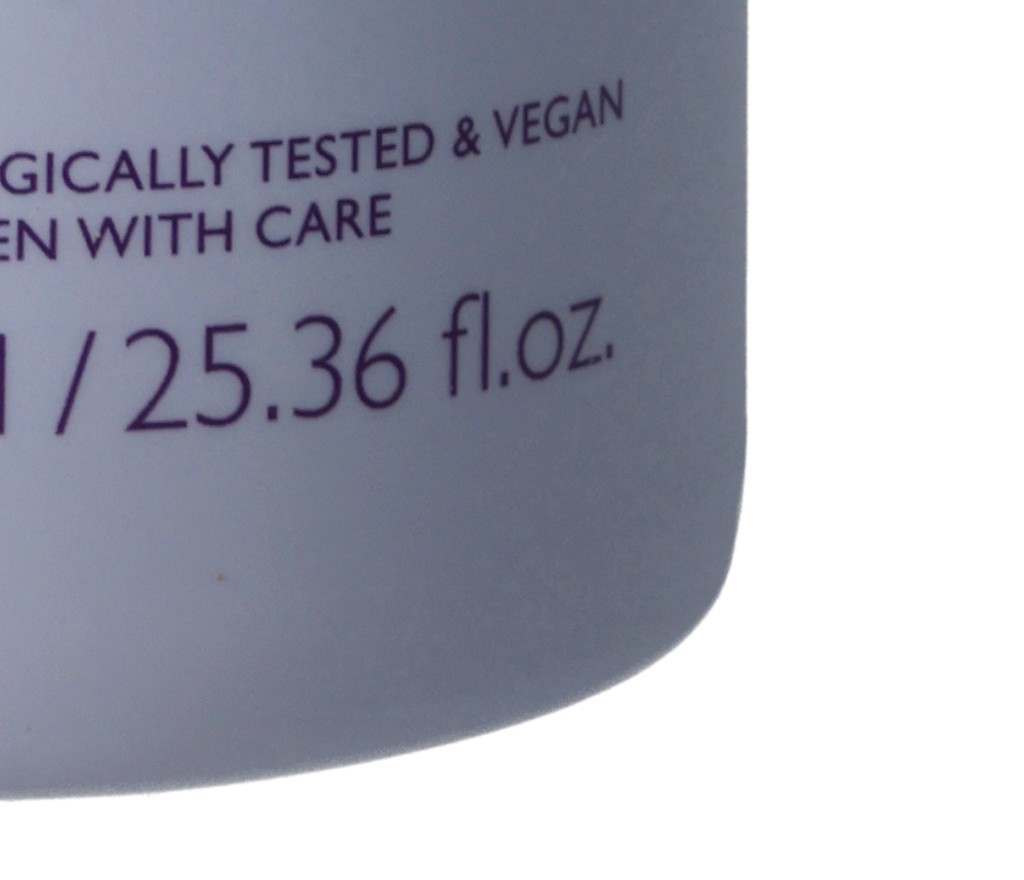 GICALLY TESTED & VEGAN
EN WITH CARE
l / 25.36 fl.oz.